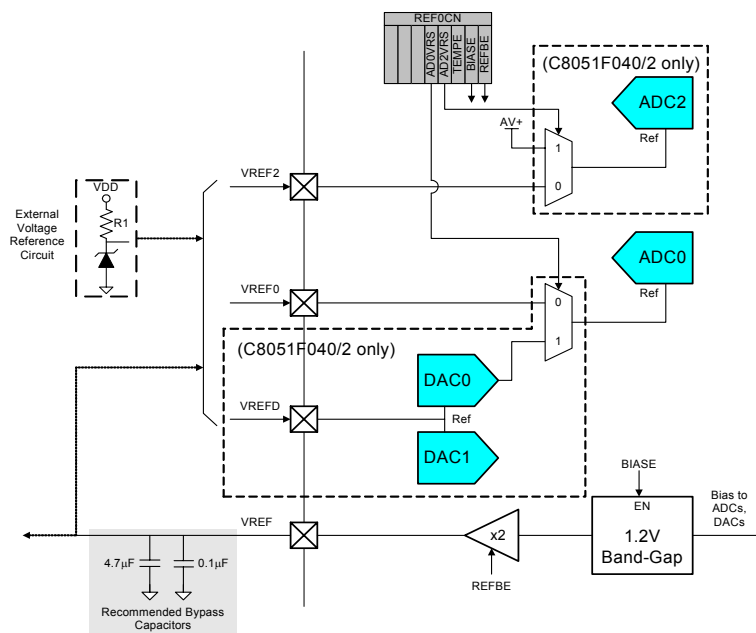 REF0CN
AD0VRS
AD2VRS
TEMPE
BIASE
REFBE
(C8051F040/2 only)
ADC2
AV+
Ref
1
0
VDD
R1
External
Voltage
Reference
Circuit
VREF2
ADC0
Ref
VREF0
0
1
(C8051F040/2 only)
DAC0
VREFD
Ref
DAC1
BIASE
Bias to
ADCs,
DACs
EN
1.2V
Band-Gap
VREF
x2
REFBE
4.7µF
0.1µF
Recommended Bypass
Capacitors